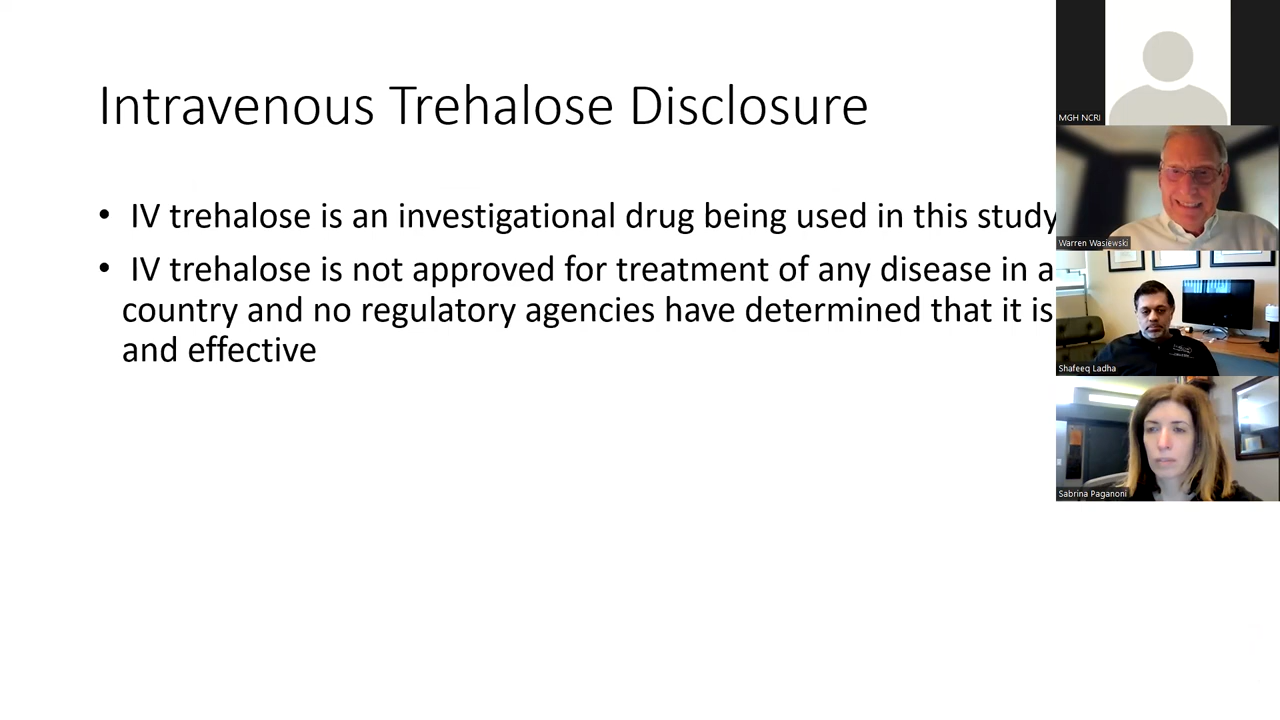 Intravenous Trehalose Disclosure
• IV trehalose is an investigational drug being used in this study
• IV trehalose is not approved for treatment of any disease in a
country and no regulatory agencies have determined that it is
and effective
MGH NCRI
Warren Wasiewski
Shafeeq Ladha
Sabrina Paganoni